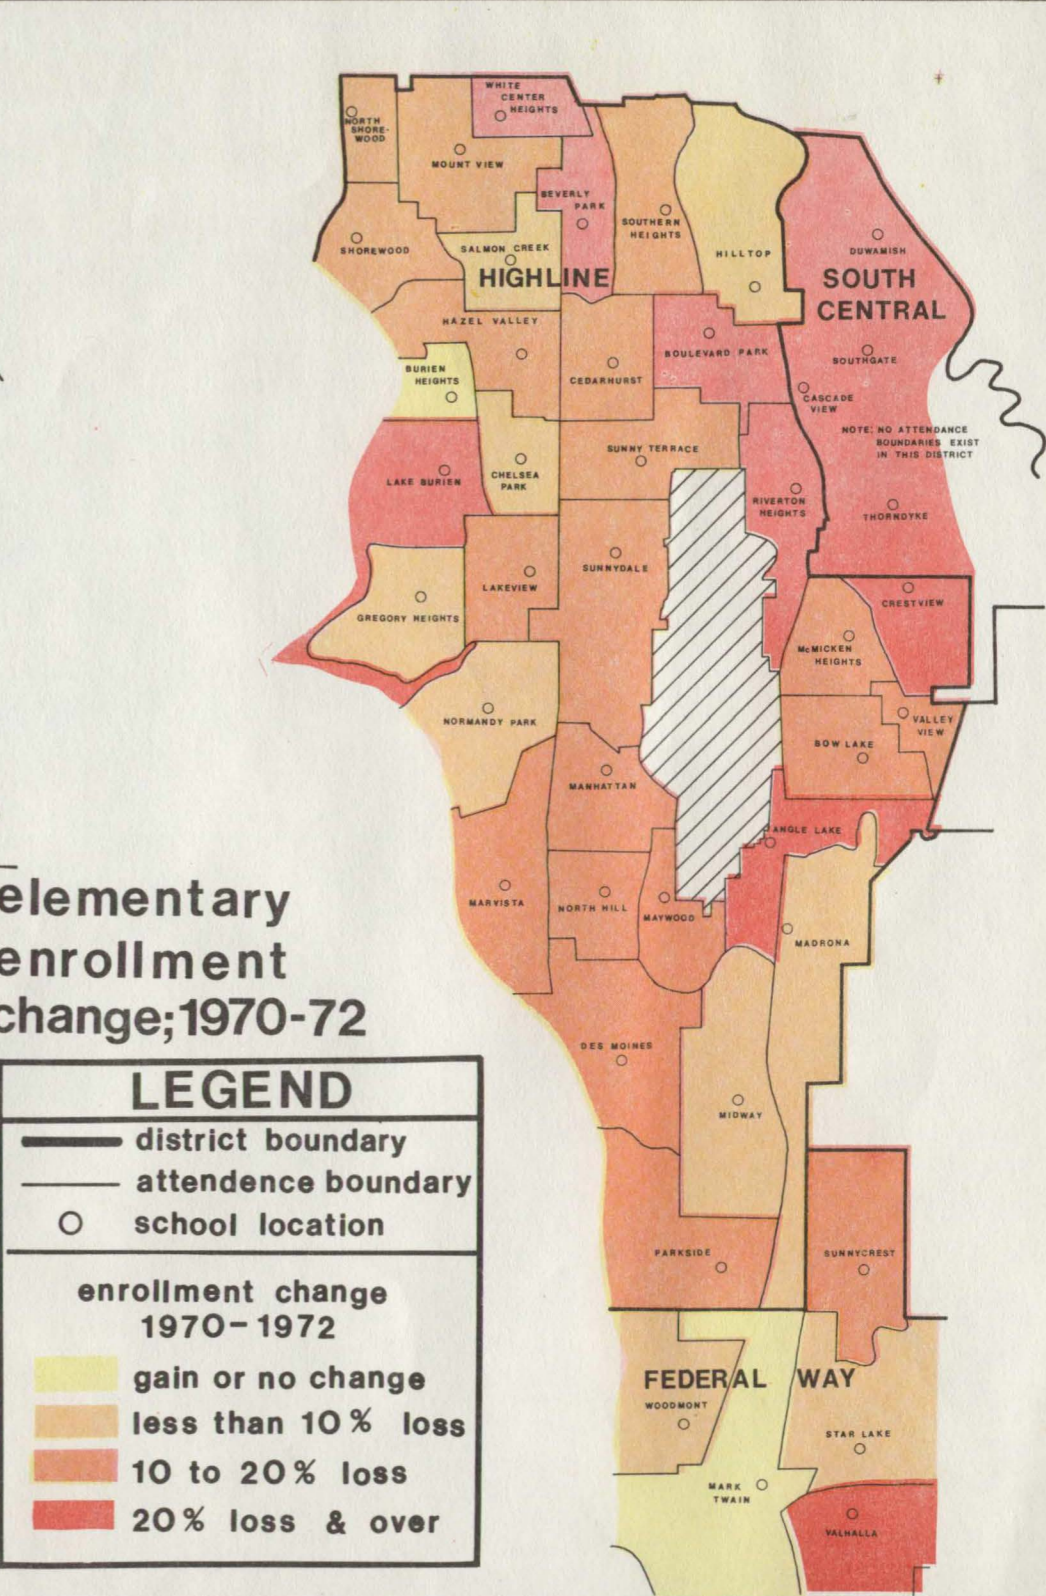 WHITE
CENTER
HEIGHTS
NORTH
SHORE-
WOOD
MOUNT VIEW
BEVERLY
PARK
SOUTHERN
HEIGHTS
SHOREWOOD
SALMON CREEK
HILLTOP
DUWAMISH
HIGHLINE
SOUTH
CENTRAL
HAZEL VALLEY
BOULEVARD PARK
SOUTHGATE
BURIEN
HEIGHTS
CEDARHURST
CASCADE
VIEW
NOTE: NO ATTENDANCE
BOUNDARIES EXIST
IN THIS DISTRICT
SUNNY TERRACE
LAKE BURIEN
CHELSEA
PARK
RIVERTON
HEIGHTS
THORNDYKE
SUNNYDALE
LAKEVIEW
CRESTVIEW
GREGORY HEIGHTS
McMICKEN
HEIGHTS
NORMANDY PARK
VALLEY
VIEW
BOW LAKE
MANHATTAN
ANGLE LAKE
MARVISTA
NORTH HILL
MAYWOOD
MADRONA
elementary
enrollment
change; 1970-72
DES MOINES
MIDWAY
PARKSIDE
SUNNYCREST
FEDERAL WAY
WOODMONT
STAR LAKE
MARK
TWAIN
VALHALLA
LEGEND
district boundary
attendence boundary
school location
enrollment change
1970-1972
gain or no change
less than 10% loss
10 to 20% loss
20% loss & over